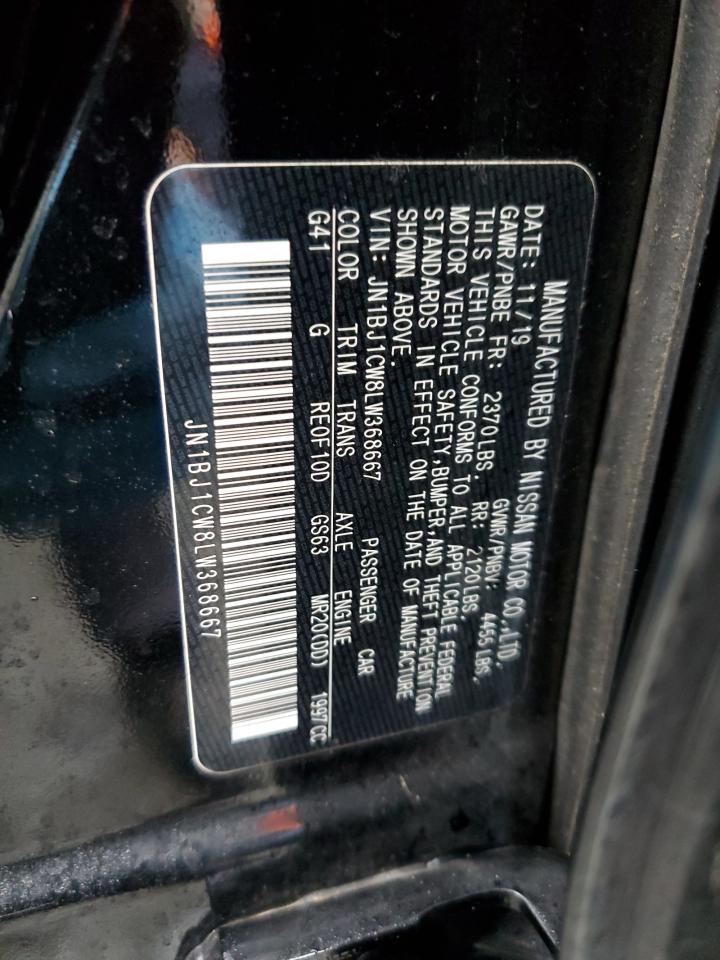 MANUFACTURED BY NISSAN MOTOR CO.,LTD.
DATE: 11/19 GVWR/PNBV: 4455LBS.
GAWR/PNBE FR: 2370LBS. RR: 2120LBS.
THIS VEHICLE CONFORMS TO ALL APPLICABLE FEDERAL
MOTOR VEHICLE SAFETY,BUMPER,AND THEFT PREVENTION
STANDARDS IN EFFECT ON THE DATE OF MANUFACTURE
SHOWN ABOVE.
VIN: JN1BJ1CW8LW368667 PASSENGER CAR
COLOR TRIM TRANS AXLE ENGINE
G41 G RE0F10D GS63 MR20(DD) 1997CC
JN1BJ1CW8LW368667